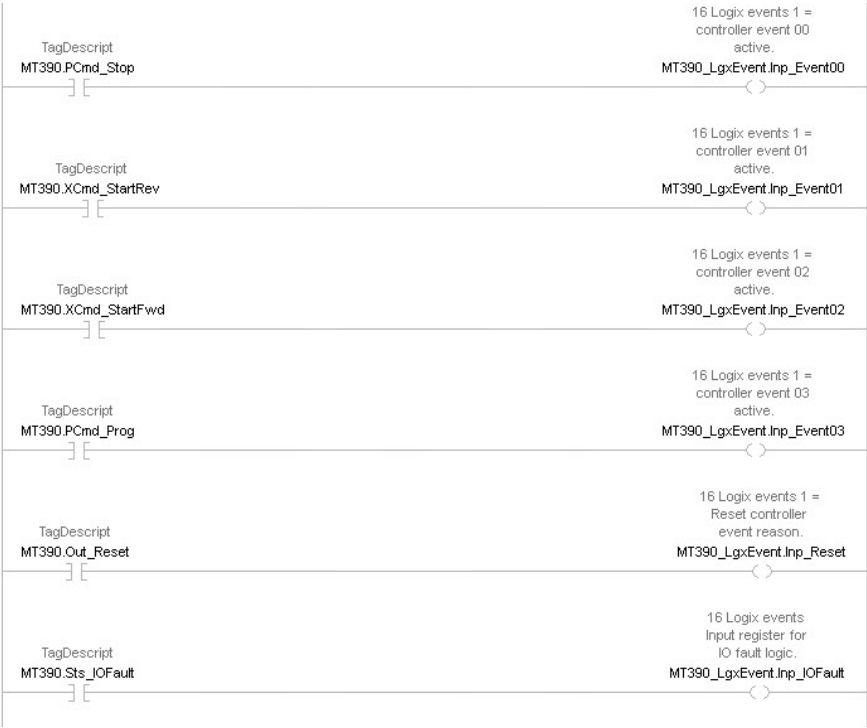 16 Logix events 1 =
controller event 00
active.
TagDescript
MT390.PCmd_Stop
MT390_LgxEvent.Inp_Event00
16 Logix events 1 =
controller event 01
active.
TagDescript
MT390.XCmd_StartRev
MT390_LgxEvent.Inp_Event01
16 Logix events 1 =
controller event 02
active.
TagDescript
MT390.XCmd_StartFwd
MT390_LgxEvent.Inp_Event02
16 Logix events 1 =
controller event 03
active.
TagDescript
MT390.PCmd_Prog
MT390_LgxEvent.Inp_Event03
16 Logix events 1 =
Reset controller
event reason.
TagDescript
MT390.Out_Reset
MT390_LgxEvent.Inp_Reset
16 Logix events
Input register for
IO fault logic.
TagDescript
MT390.Sts_IOFault
MT390_LgxEvent.Inp_IOFault